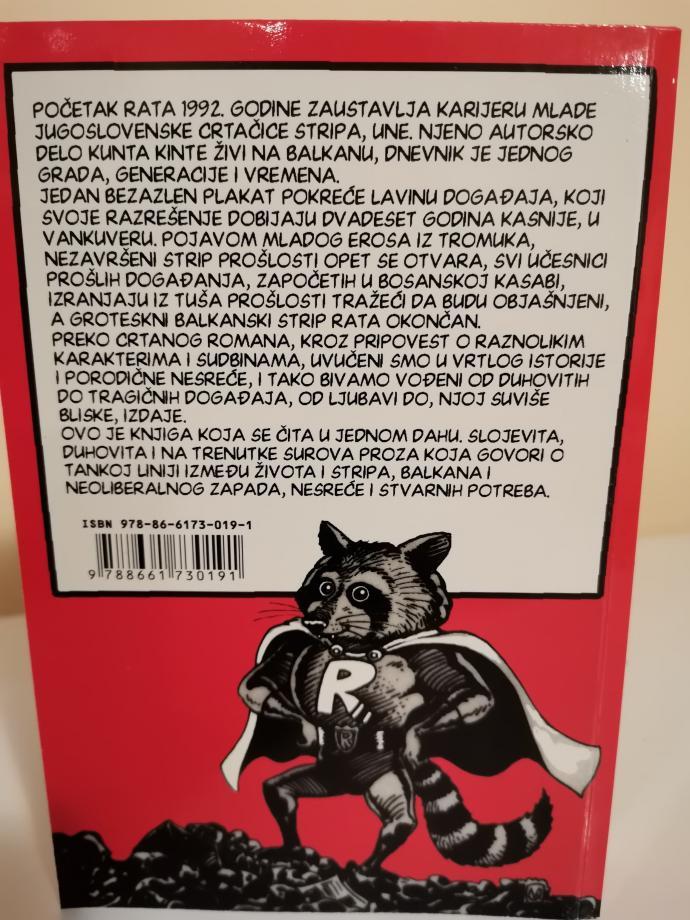 POČETAK RATA 1992. GODINE ZAUSTAVLJA KARIJERU MLADE
JUGOSLOVENSKE CRTAČICE STRIPA, UNE. NJENO AUTORSKO
DELO KUNTA KINTE ŽIVI NA BALKANU, DNEVNIK JE JEDNOG
GRADA, GENERACIJE I VREMENA.
JEDAN BEZAZLEN PLAKAT POKREĆE LAVINU DOGAĐAJA, KOJI
SVOJE RAZREŠENJE DOBIJAJU DVADESET GODINA KASNIJE, U
VANKUVERU. POJAVOM MLADOG EROSA IZ TROMUKA,
NEZAVRŠENI STRIP PROŠLOSTI OPET SE OTVARA, SVI UČESNICI
PROŠLIH DOGAĐANJA, ZAPOČETIH U BOSANSKOJ KASABI,
IZRANJAJU IZ TUŠA PROŠLOSTI TRAŽEĆI DA BUDU OBJAŠNJENI,
A GROTESKNI BALKANSKI STRIP RATA OKONČAN.
PREKO CRTANOG ROMANA, KROZ PRIPOVEST O RAZNOLIKIM
KARAKTERIMA I SUDBINAMA, UVUČENI SMO U VRTLOG ISTORIJE
I PORODIČNE NESREĆE, I TAKO BIVAMO VOĐENI OD DUHOVITIH
DO TRAGIČNIH DOGAĐAJA, OD LJUBAVI DO, NJOJ SUVIŠE
BLISKE, IZDAJE.
OVO JE KNJIGA KOJA SE ČITA U JEDNOM DAHU. SLOJEVITA,
DUHOVITA I NA TRENUTKE SUROVA PROZA KOJA GOVORI O
TANKOJ LINIJI IZMEĐU ŽIVOTA I STRIPA, BALKANA I
NEOLIBERALNOG ZAPADA, NESREĆE I STVARNIH POTREBA.
ISBN 978-86-6173-019-1
9 788661 730191
R
R